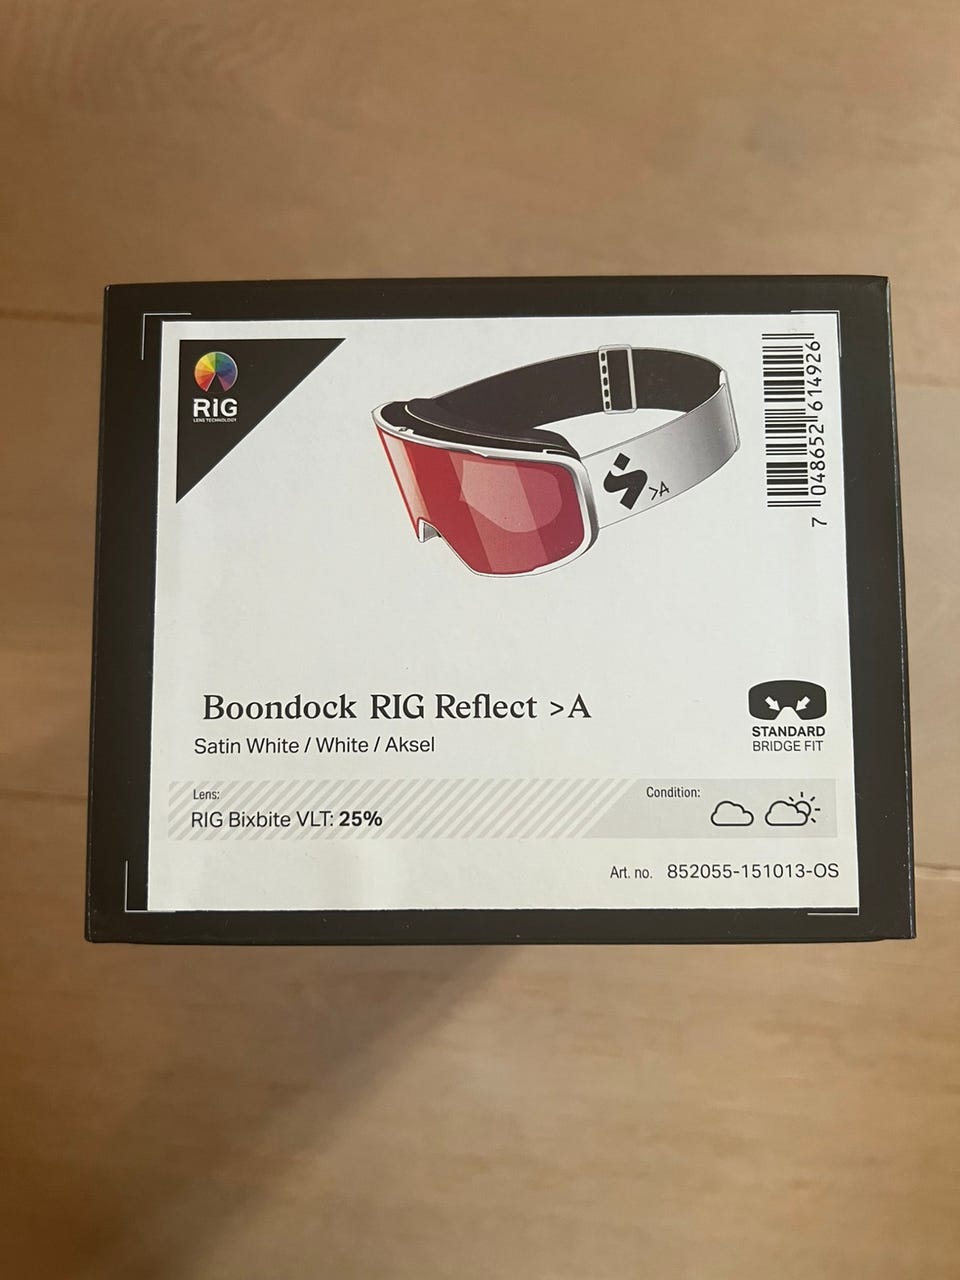 RIG
LENS TECHNOLOGY
>A
7 048652 614926
Boondock RIG Reflect >A
Satin White / White / Aksel
STANDARD
BRIDGE FIT
Lens:
RIG Bixbite VLT: 25%
Condition:
Art. no. 852055-151013-OS